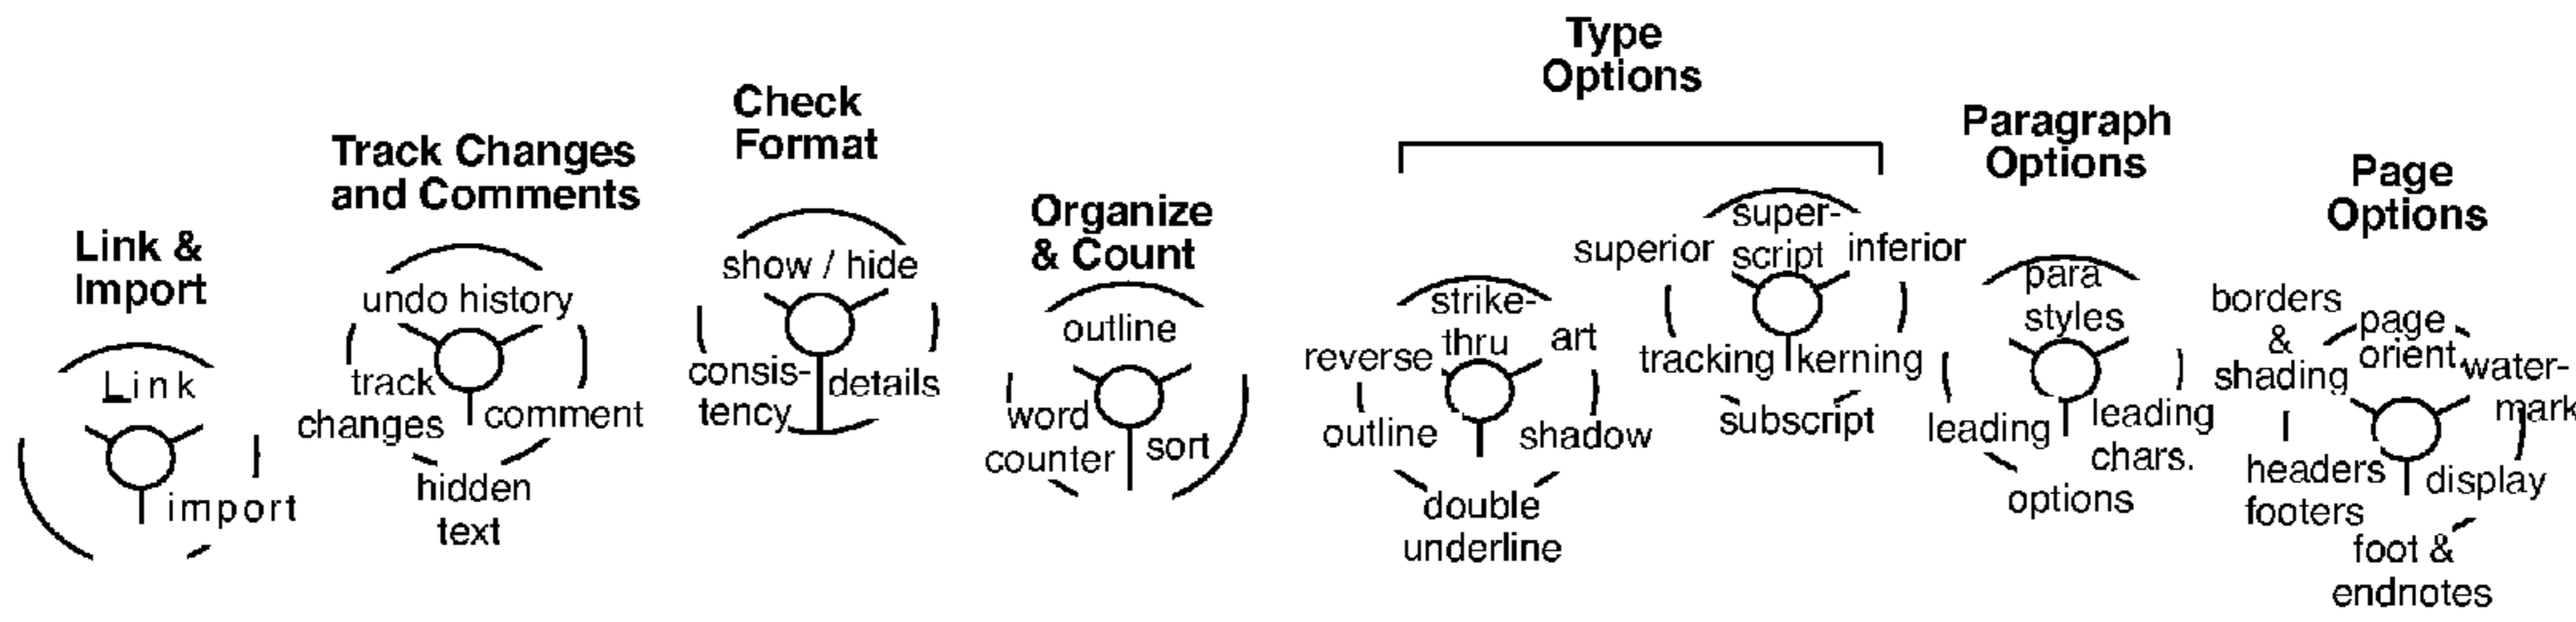 Link &
Import
Link
import
Track Changes
and Comments
undo history
track
changes
comment
hidden
text
Check
Format
show / hide
consis-
tency
details
Organize
& Count
outline
word
counter
sort
Type
Options
strike-
thru
reverse
art
outline
shadow
double
underline
super-
script
superior
inferior
tracking
kerning
subscript
Paragraph
Options
para
styles
leading
leading
chars.
options
Page
Options
borders
&
shading
page
orient.
water-
mark
headers
footers
display
foot &
endnotes